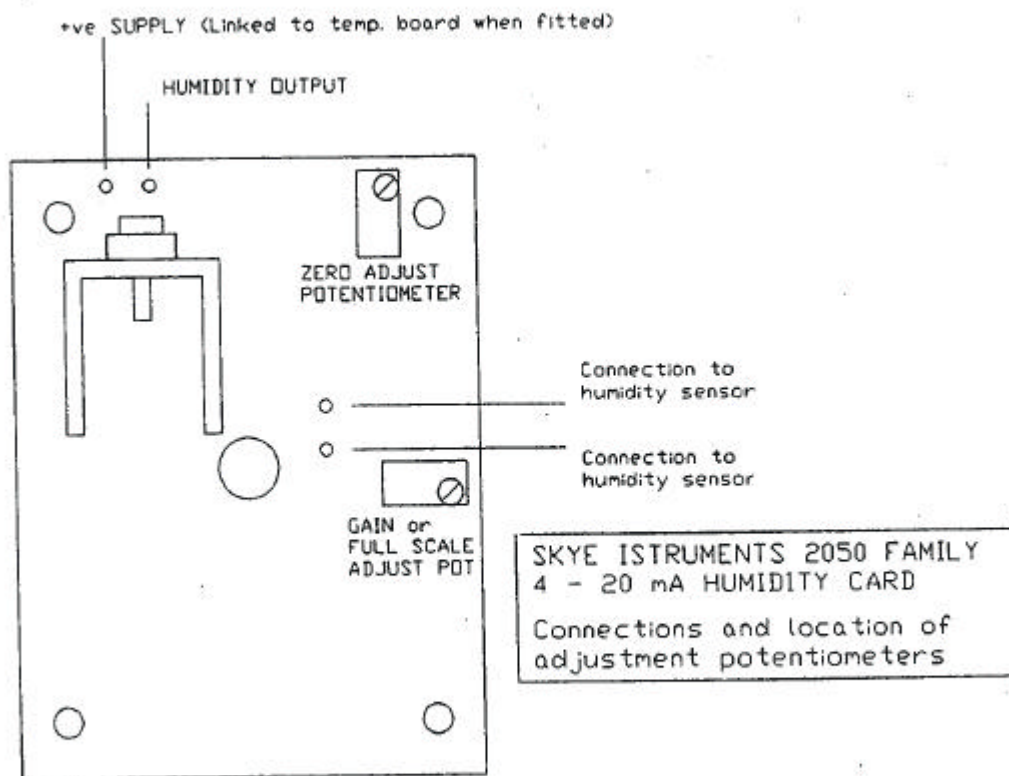 +ve SUPPLY (Linked to temp. board when fitted)
HUMIDITY OUTPUT
ZERO ADJUST
POTENTIOMETER
Connection to
humidity sensor
Connection to
humidity sensor
GAIN or
FULL SCALE
ADJUST POT
SKYE ISTRUMENTS 2050 FAMILY
4 - 20 mA HUMIDITY CARD
Connections and location of
adjustment potentiometers